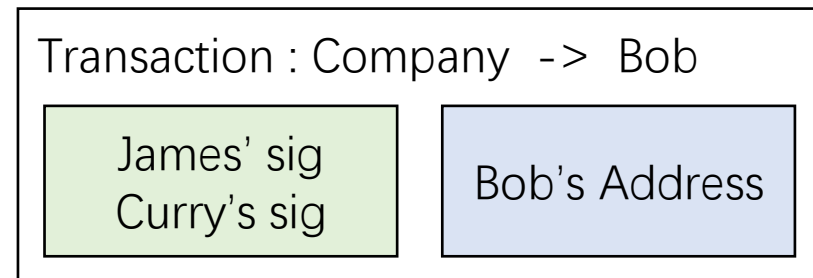 Transaction : Company -> Bob
James’ sig
Curry’s sig
Bob’s Address